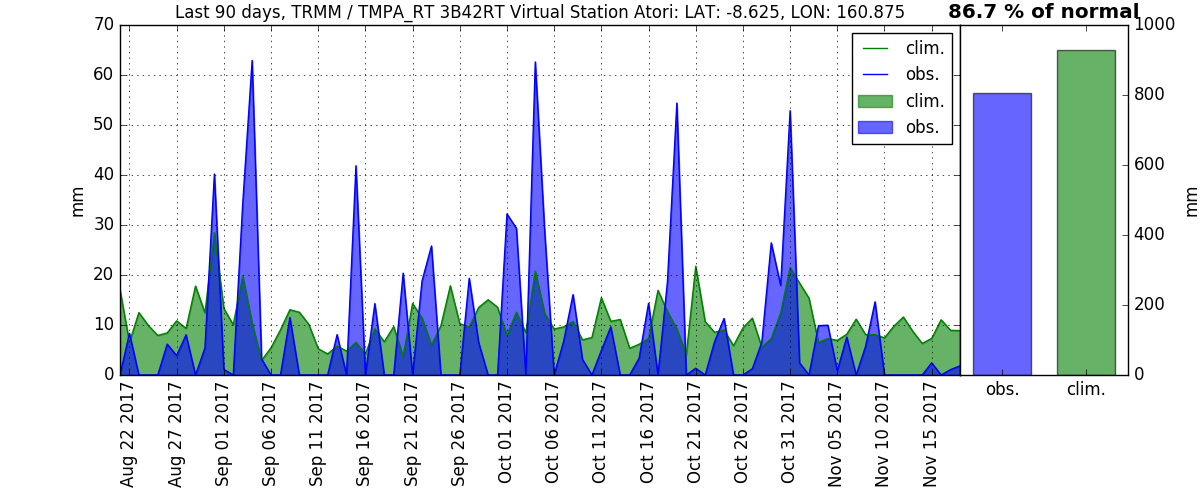 Last 90 days, TRMM / TMPA_RT 3B42RT Virtual Station Atori: LAT: -8.625, LON: 160.875
86.7 % of normal
70
60
50
40
30
20
10
0
mm
clim.
obs.
clim.
obs.
1000
800
600
400
200
0
mm
obs.
clim.
Aug 22 2017
Aug 27 2017
Sep 01 2017
Sep 06 2017
Sep 11 2017
Sep 16 2017
Sep 21 2017
Sep 26 2017
Oct 01 2017
Oct 06 2017
Oct 11 2017
Oct 16 2017
Oct 21 2017
Oct 26 2017
Oct 31 2017
Nov 05 2017
Nov 10 2017
Nov 15 2017